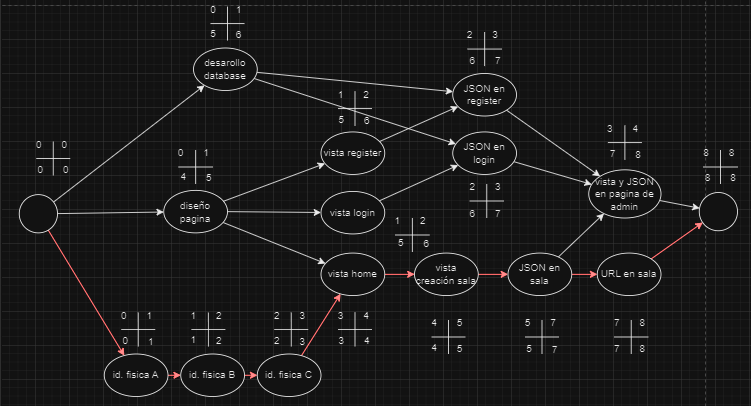 0 1
5 6
desarollo
database
2 3
6 7
JSON en
register
1 2
5 6
vista register
3 4
7 8
0 0
0 0
0 1
4 5
JSON en
login
8 8
8 8
diseño
pagina
vista login
2 3
6 7
vista y JSON
en pagina de
admin
1 2
5 6
vista home
vista
creación sala
JSON en
sala
URL en sala
0 1
0 1
1 2
1 2
2 3
2 3
3 4
3 4
4 5
4 5
5 7
5 7
7 8
7 8
id. fisica A
id. fisica B
id. fisica C